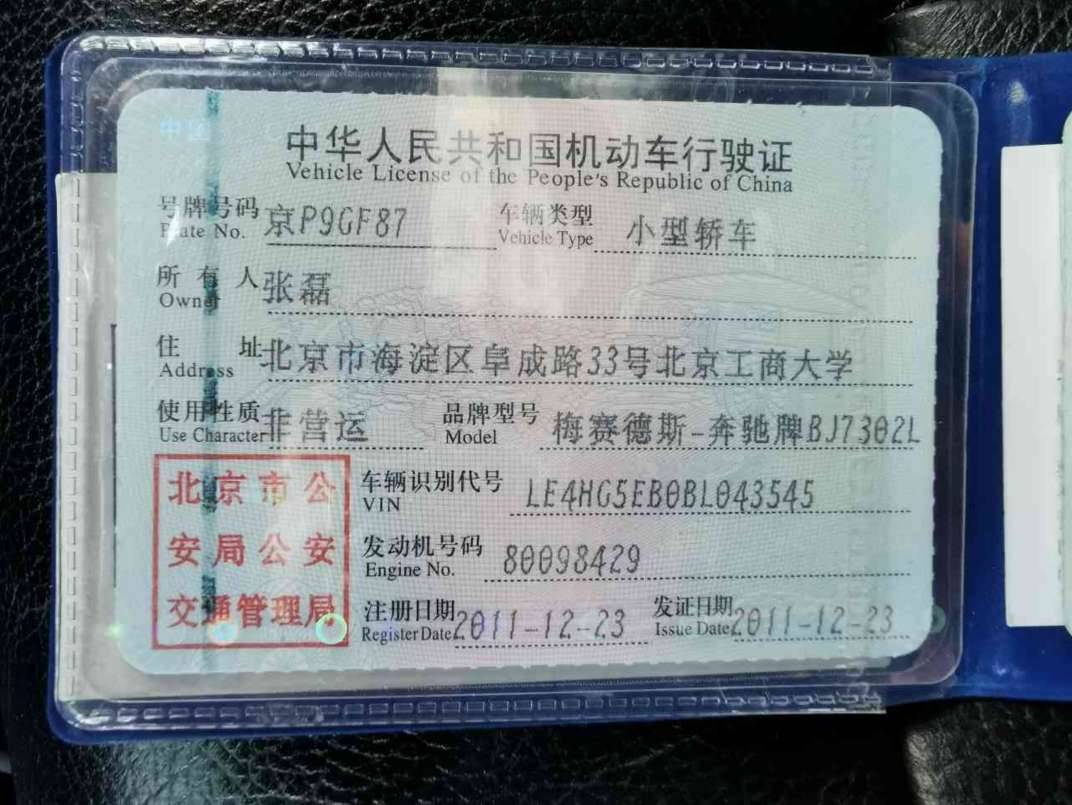 中华人民共和国机动车行驶证
Vehicle License of the People's Republic of China
号牌号码 京P9GF87 车辆类型 小型轿车
Plate No. Vehicle Type
所有人 张磊
Owner
住址 北京市海淀区阜成路33号北京工商大学
Address
使用性质 非营运 品牌型号 梅赛德斯-奔驰牌BJ7302L
Use Character Model
北京市公
安局公安
交通管理局
车辆识别代号 LE4HG5EB0BL043545
VIN
发动机号码 80098429
Engine No.
注册日期 2011-12-23 发证日期 2011-12-23
Register Date Issue Date